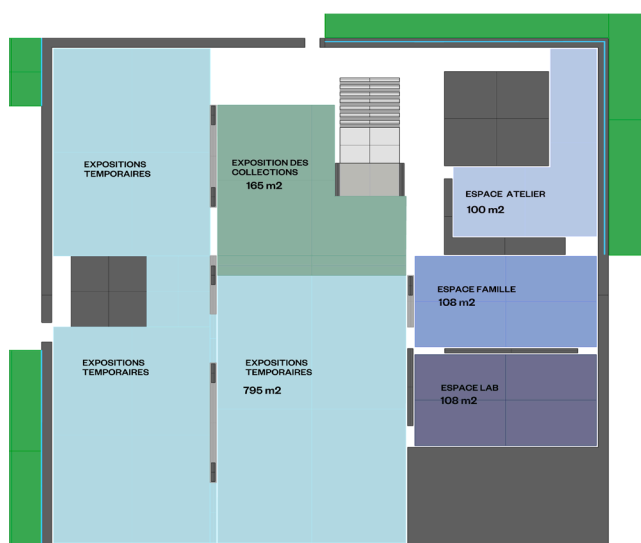 EXPOSITIONS
TEMPORAIRES
EXPOSITION DES
COLLECTIONS
165 m2
ESPACE ATELIER
100 m2
ESPACE FAMILLE
108 m2
EXPOSITIONS
TEMPORAIRES
EXPOSITIONS
TEMPORAIRES
795 m2
ESPACE LAB
108 m2